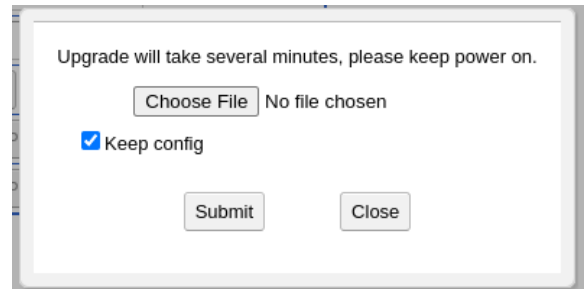 Upgrade will take several minutes, please keep power on.
Choose File No file chosen
Keep config
Submit Close